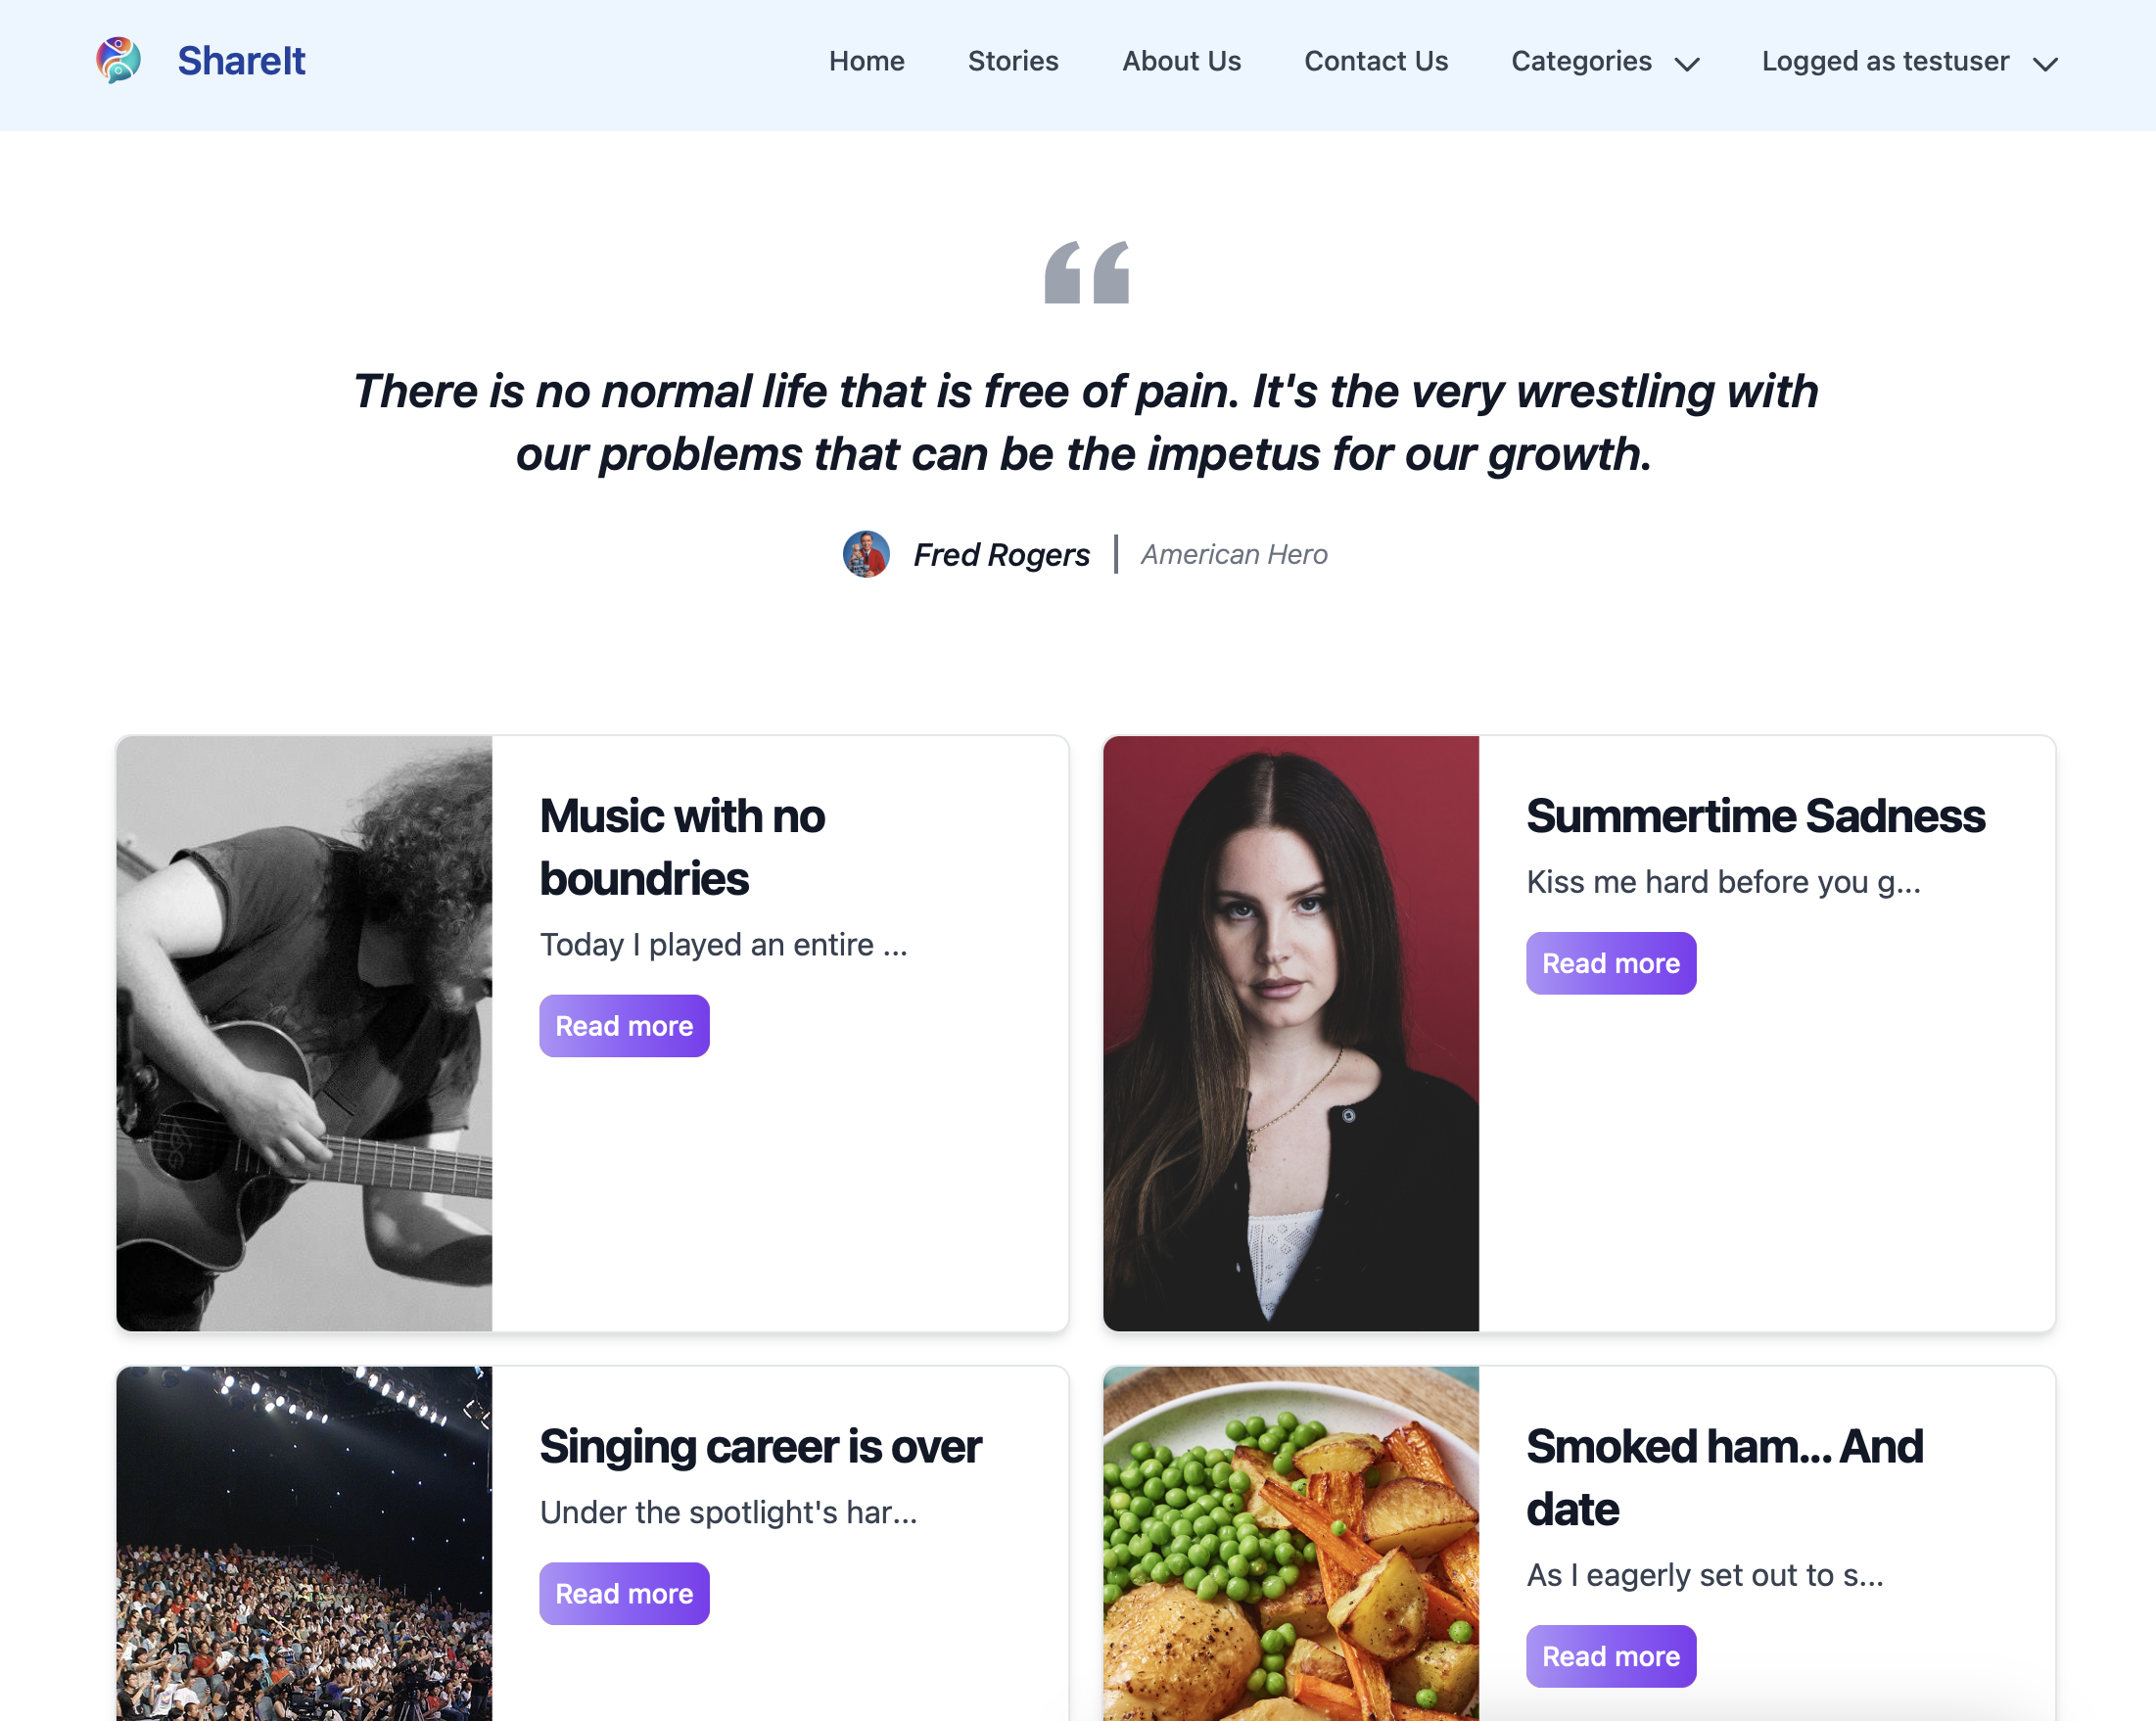 ShareIt
Home
Stories
About Us
Contact Us
Categories
Logged as testuser
There is no normal life that is free of pain. It's the very wrestling with
our problems that can be the impetus for our growth.
Fred Rogers
American Hero
Music with no
boundries
Today I played an entire ...
Read more
Summertime Sadness
Kiss me hard before you g...
Read more
Singing career is over
Under the spotlight's har...
Read more
Smoked ham... And
date
As I eagerly set out to s...
Read more